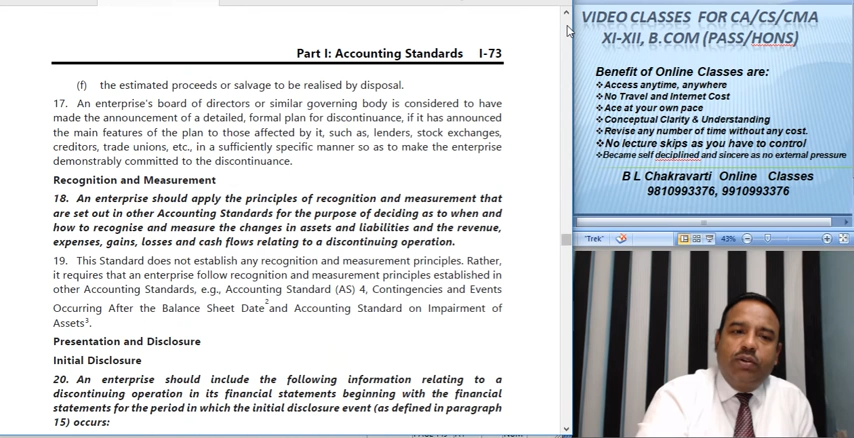 Part I: Accounting Standards I-73
(f) the estimated proceeds or salvage to be realised by disposal.
17. An enterprise's board of directors or similar governing body is considered to have
made the announcement of a detailed, formal plan for discontinuance, if it has announced
the main features of the plan to those affected by it, such as, lenders, stock exchanges,
creditors, trade unions, etc., in a sufficiently specific manner so as to make the enterprise
demonstrably committed to the discontinuance.
Recognition and Measurement
18. An enterprise should apply the principles of recognition and measurement that
are set out in other Accounting Standards for the purpose of deciding as to when and
how to recognise and measure the changes in assets and liabilities and the revenue,
expenses, gains, losses and cash flows relating to a discontinuing operation.
19. This Standard does not establish any recognition and measurement principles. Rather,
it requires that an enterprise follow recognition and measurement principles established in
other Accounting Standards, e.g., Accounting Standard (AS) 4, Contingencies and Events
Occurring After the Balance Sheet Date2 and Accounting Standard on Impairment of
Assets3.
Presentation and Disclosure
Initial Disclosure
20. An enterprise should include the following information relating to a
discontinuing operation in its financial statements beginning with the financial
statements for the period in which the initial disclosure event (as defined in paragraph
15) occurs:
VIDEO CLASSES FOR CA/CS/CMA
XI-XII, B.COM (PASS/HONS)
Benefit of Online Classes are:
❖Access anytime, anywhere
❖No Travel and Internet Cost
❖Ace at your own pace
❖Conceptual Clarity & Understanding
❖Revise any number of time without any cost.
❖No lecture skips as you have to control
❖Became self deciplined and sincere as no external pressure
B L Chakravarti Online Classes
9810993376, 9910993376
"Trek"
43%